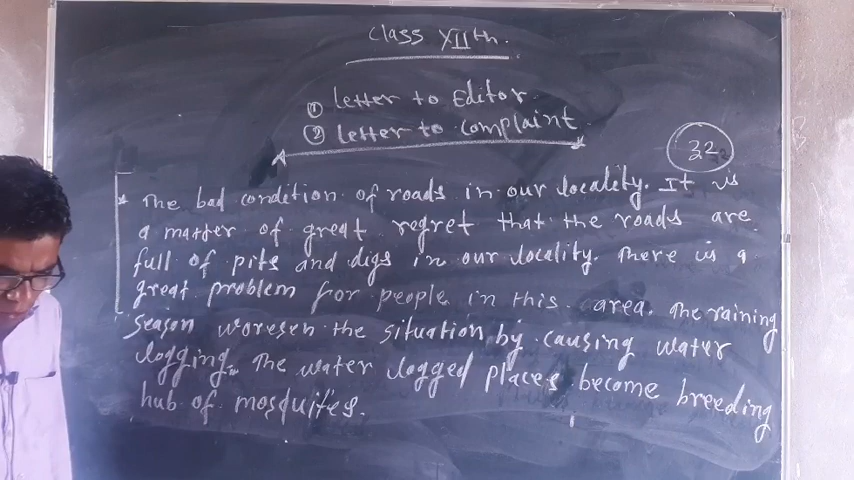 Class XIIth.
① Letter to Editor.
② Letter to Complaint
32
* The bad condition of roads in our locality. It is
a matter of great regret that the roads are
full of pits and digs in our locality. There is a
great problem for people in this area. The raining
season woresen the situation by causing water
logging. The water logged places become breeding
hub of mosquites.